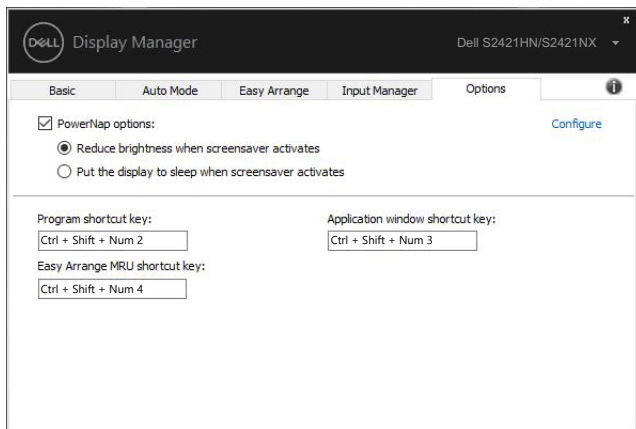 x
DELL Display Manager Dell S2421HN/S2421NX
Basic Auto Mode Easy Arrange Input Manager Options i
PowerNap options: Configure
Reduce brightness when screensaver activates
Put the display to sleep when screensaver activates
Program shortcut key: Application window shortcut key:
Ctrl + Shift + Num 2 Ctrl + Shift + Num 3
Easy Arrange MRU shortcut key:
Ctrl + Shift + Num 4